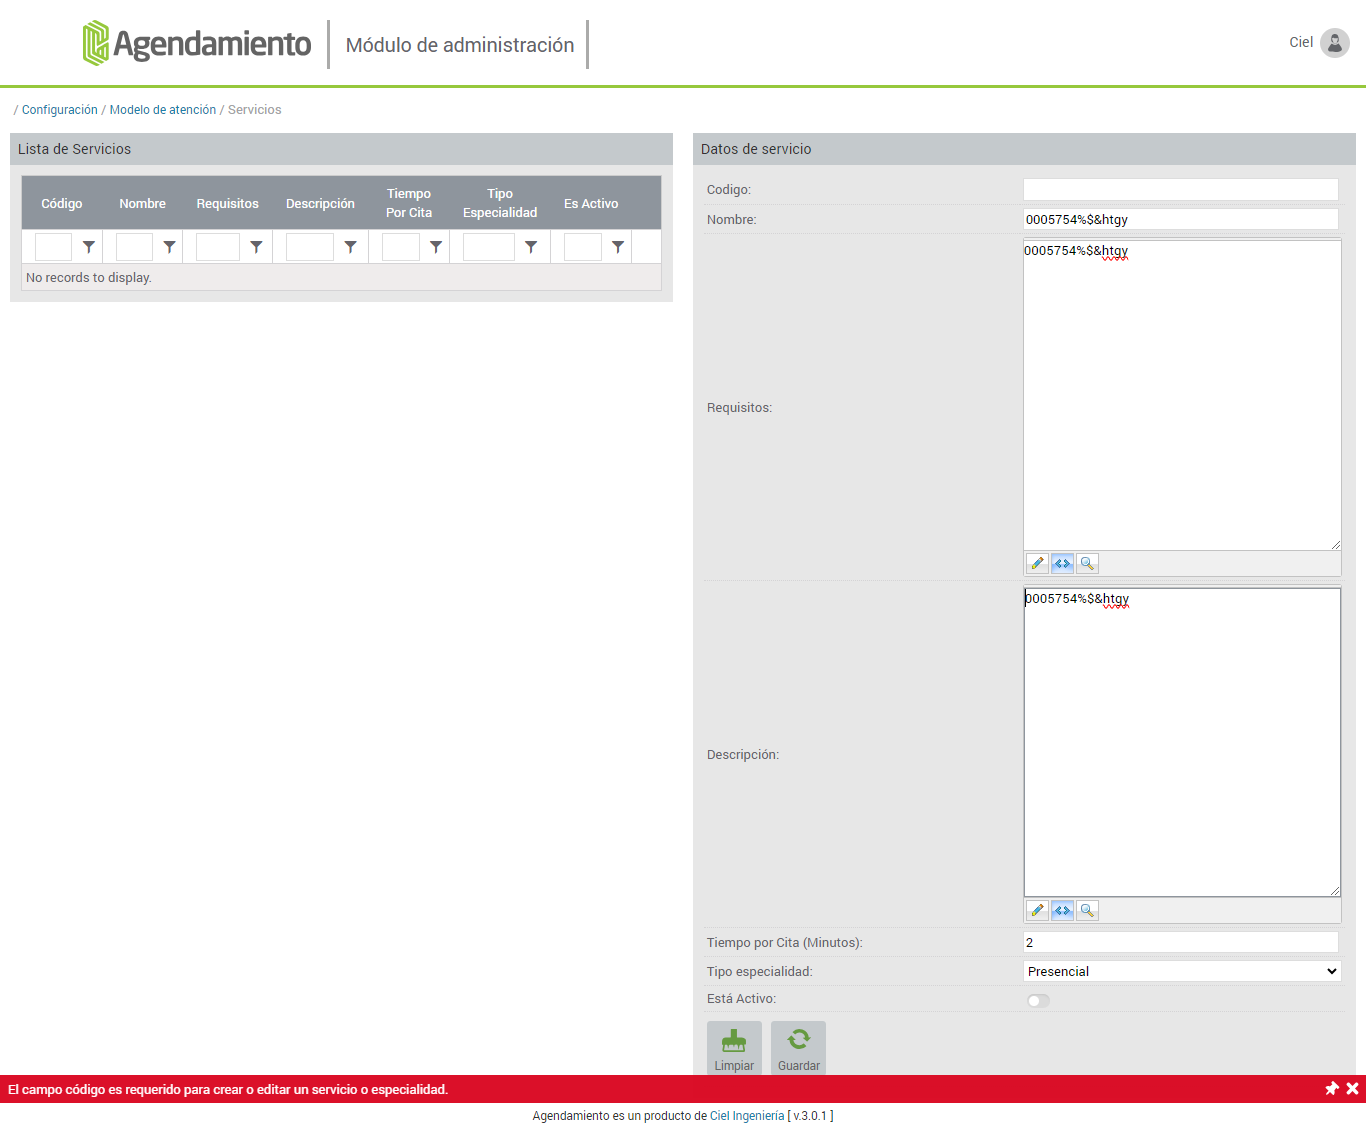 Agendamiento
Módulo de administración
Ciel
/ Configuración / Modelo de atención / Servicios
Lista de Servicios
Código
Nombre
Requisitos
Descripción
Tiempo
Por Cita
Tipo
Especialidad
Es Activo
No records to display.
Datos de servicio
Codigo:
Nombre:
0005754%$&htgy
Requisitos:
0005754%$&htgy
Descripción:
0005754%$&htgy
Tiempo por Cita (Minutos):
2
Tipo especialidad:
Presencial
Está Activo:
Limpiar
Guardar
El campo código es requerido para crear o editar un servicio o especialidad.
Agendamiento es un producto de Ciel Ingeniería [ v.3.0.1 ]